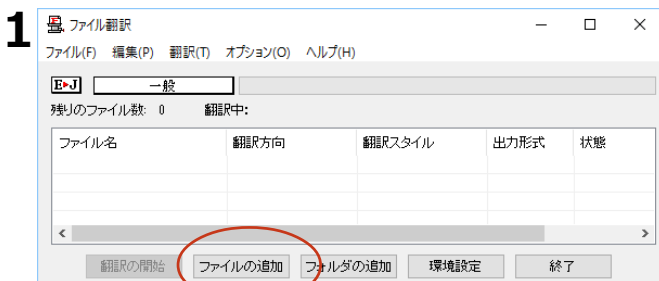 1
ファイル翻訳
ファイル(F) 編集(P) 翻訳(T) オプション(O) ヘルプ(H)
E▸J 一般
残りのファイル数: 0 翻訳中:
ファイル名 翻訳方向 翻訳スタイル 出力形式 状態
翻訳の開始 ファイルの追加 フォルダの追加 環境設定 終了